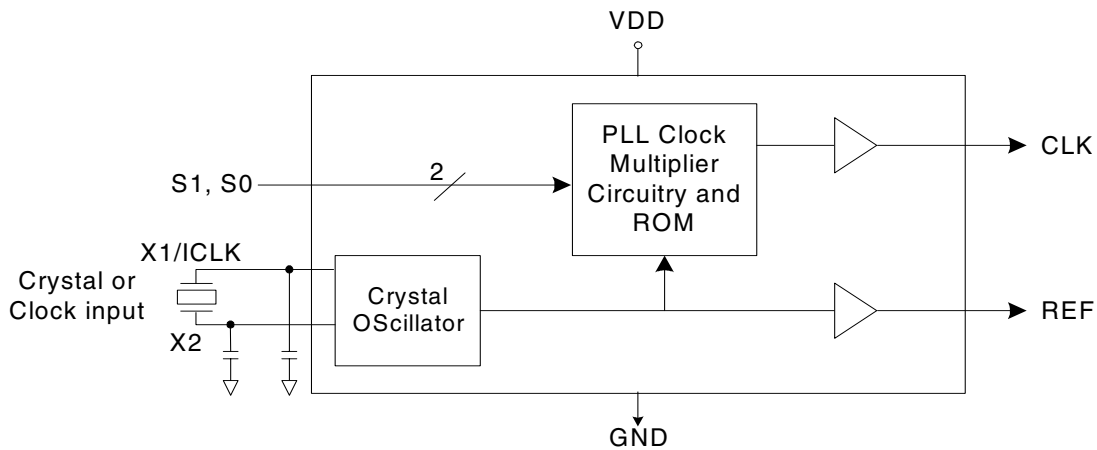 VDD
PLL Clock
Multiplier
Circuitry and
ROM
CLK
2
S1, S0
X1/ICLK
Crystal or
Clock input
X2
Crystal
OScillator
REF
GND